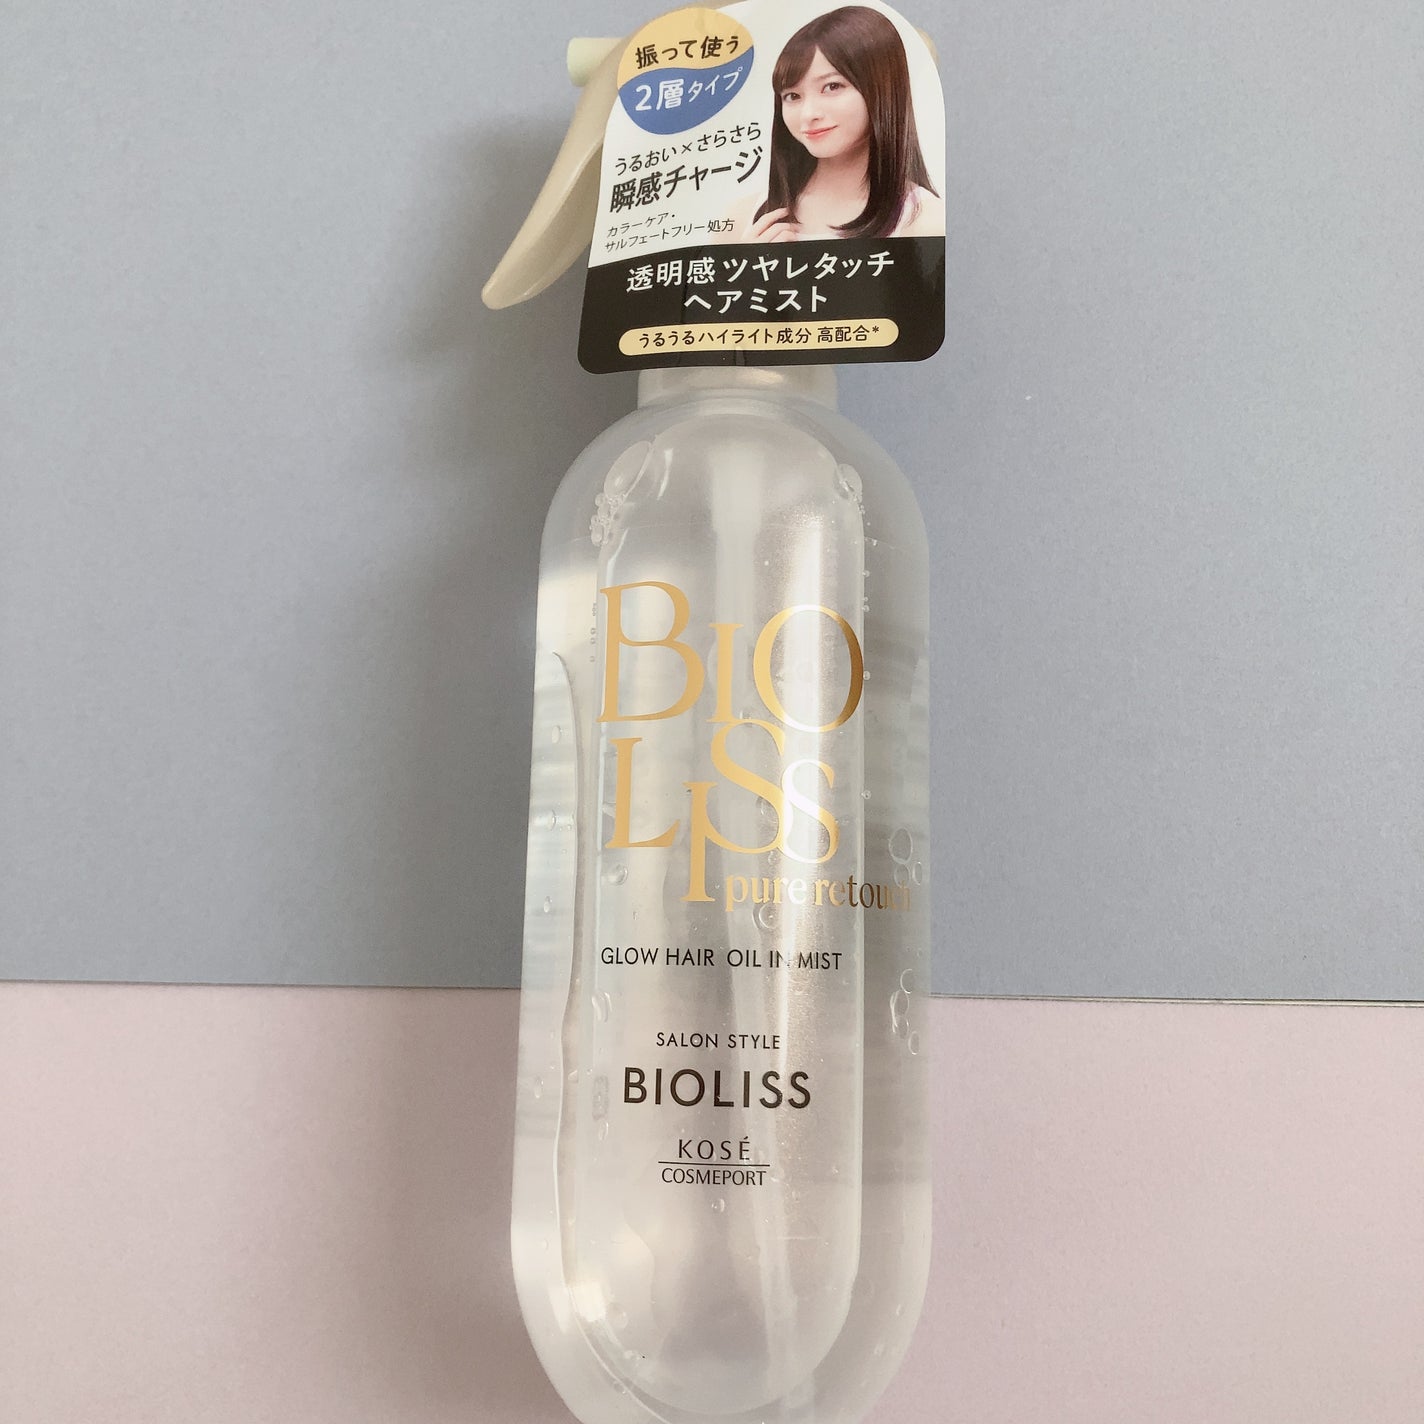 振って使う
2層タイプ
うるおい×さらさら
瞬感チャージ
カラーケア・
サルフェートフリー処方
透明感ツヤレタッチ
ヘアミスト
うるうるハイライト成分 高配合*
BIO
LISS
pure retouch
GLOW HAIR OIL IN MIST
SALON STYLE
BIOLISS
KOSÉ
COSMEPORT